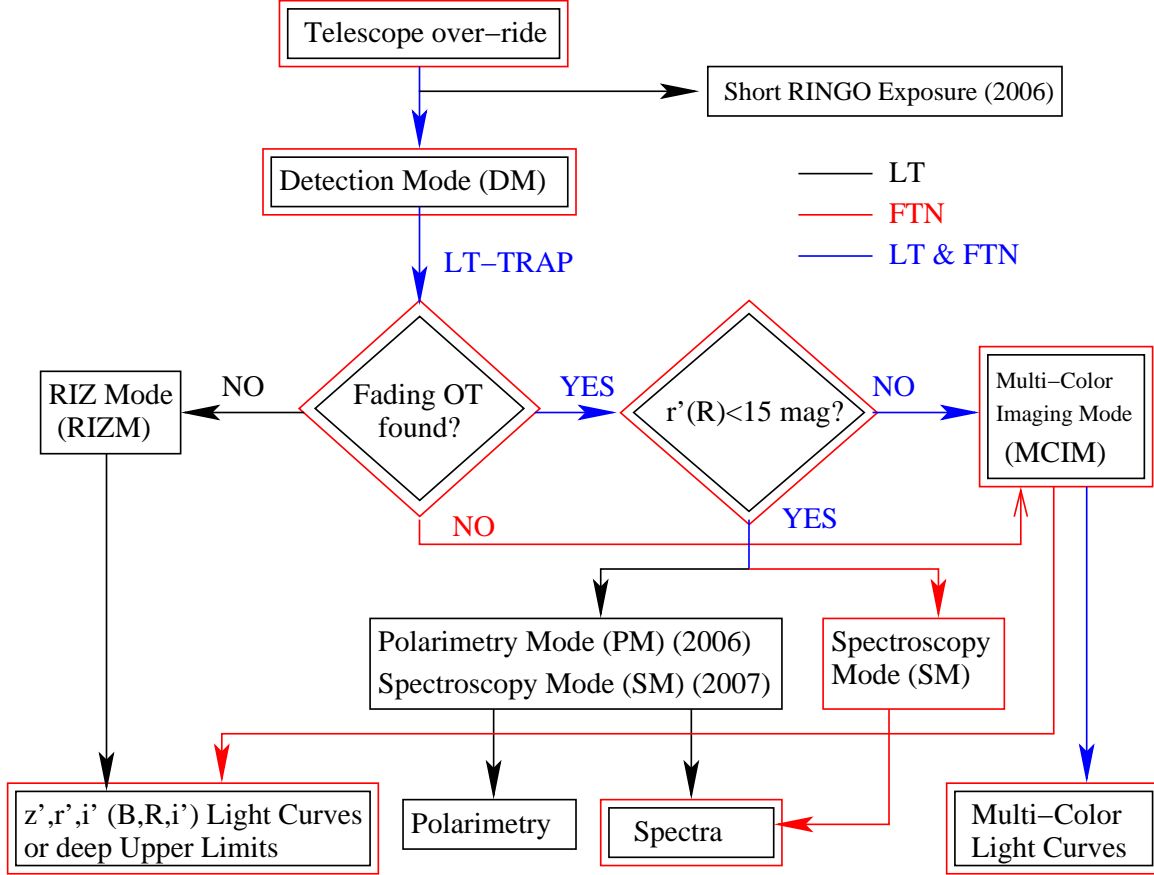 Telescope over−ride
Short RINGO Exposure (2006)
Detection Mode (DM)
LT
FTN
LT & FTN
LT−TRAP
RIZ Mode
(RIZM)
NO
Fading OT
found?
YES
r'(R)<15 mag?
NO
Multi−Color
Imaging Mode
(MCIM)
NO
YES
Polarimetry Mode (PM) (2006)
Spectroscopy Mode (SM) (2007)
Spectroscopy
Mode (SM)
z',r',i' (B,R,i') Light Curves
or deep Upper Limits
Polarimetry
Spectra
Multi−Color
Light Curves